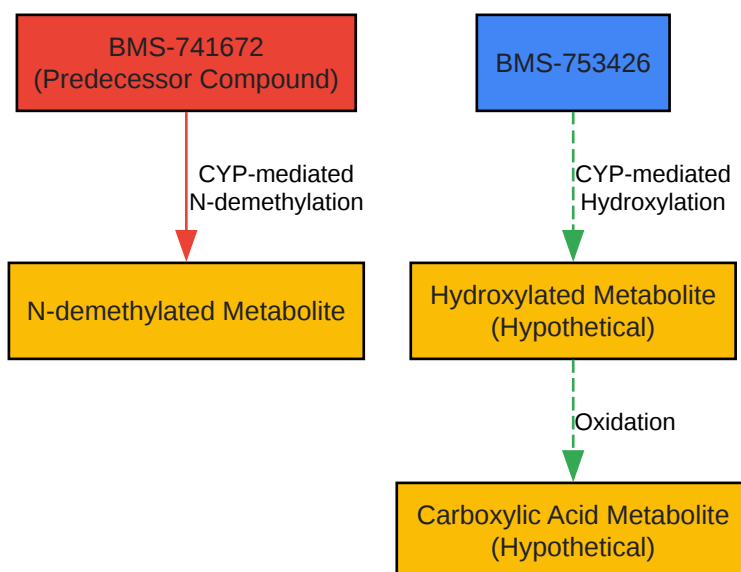 BMS-741672
(Predecessor Compound)
BMS-753426
CYP-mediated
N-demethylation
CYP-mediated
Hydroxylation
N-demethylated Metabolite
Hydroxylated Metabolite
(Hypothetical)
Oxidation
Carboxylic Acid Metabolite
(Hypothetical)